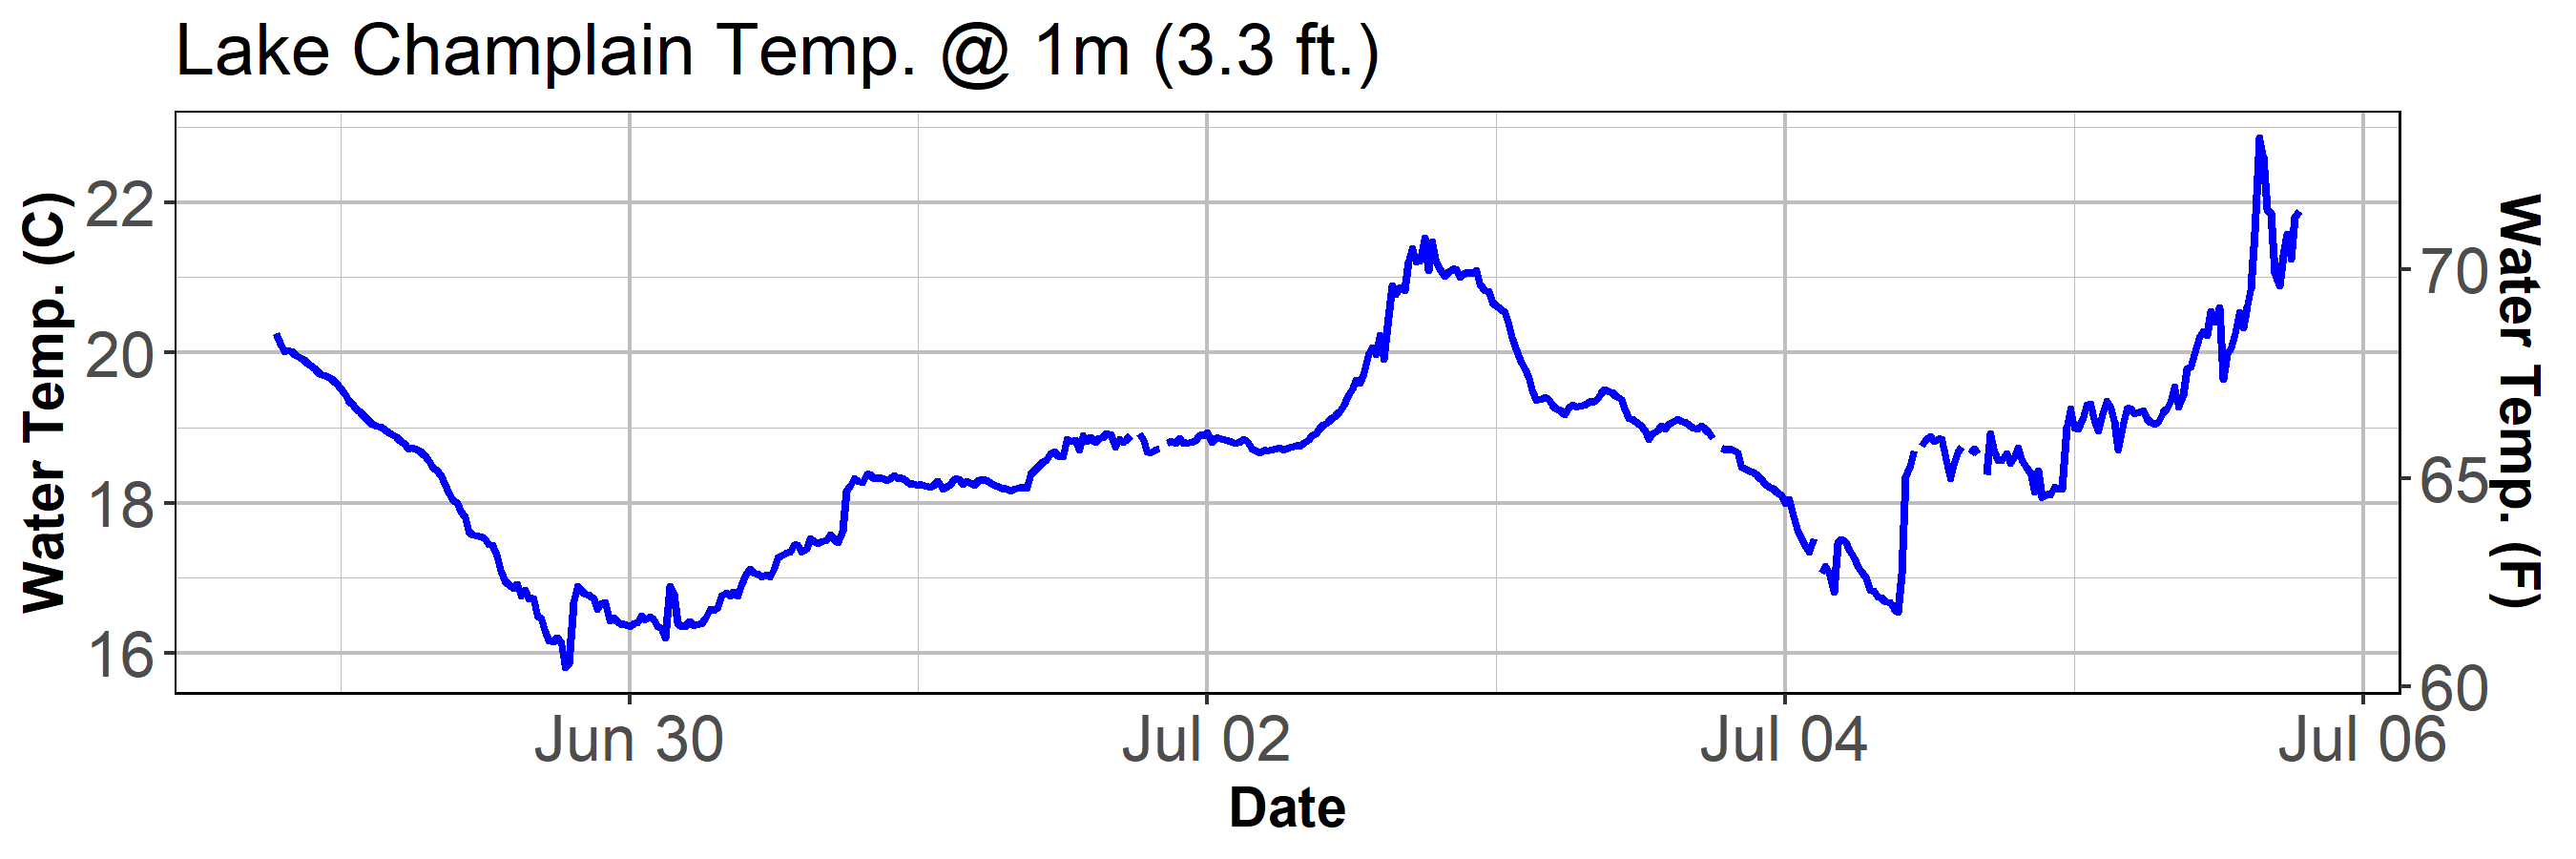 Lake Champlain Temp. @ 1m (3.3 ft.)
Water Temp. (C)
22
20
18
16
70
65
60
Water Temp. (F)
Jun 30
Jul 02
Jul 04
Jul 06
Date